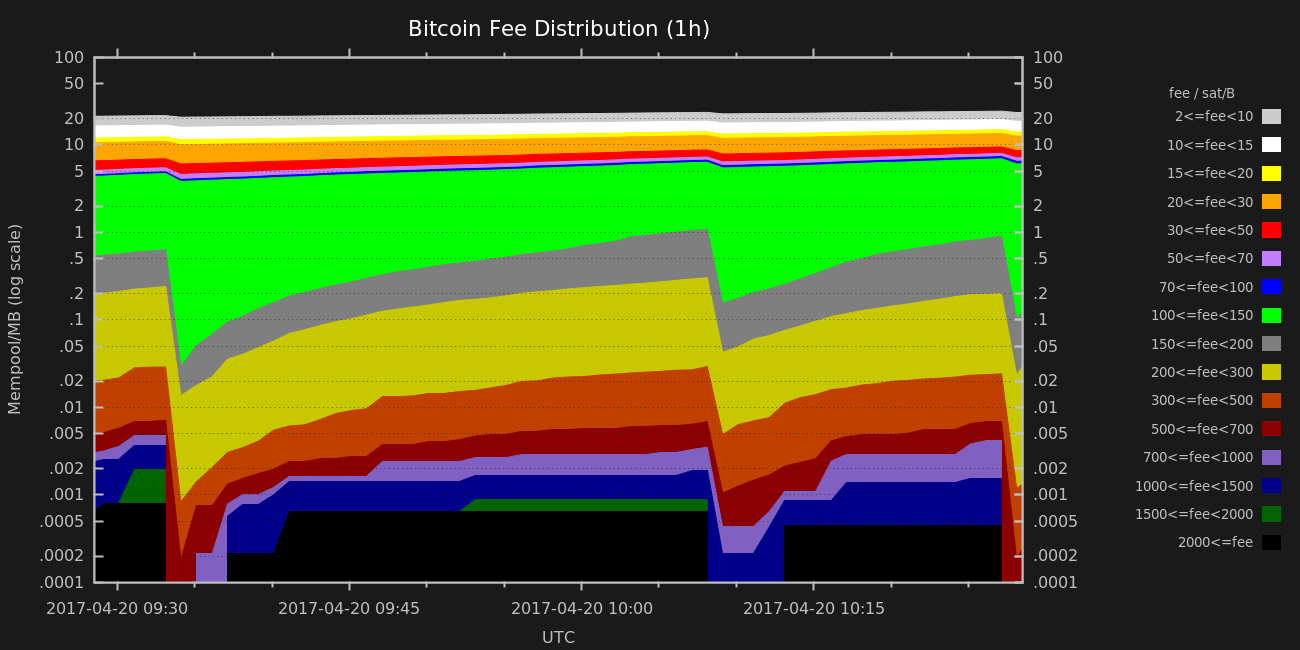 Bitcoin Fee Distribution (1h)
Mempool/MB (log scale)
100
50
20
10
5
2
1
.5
.2
.1
.05
.02
.01
.005
.002
.001
.0005
.0002
.0001
100
50
20
10
5
2
1
.5
.2
.1
.05
.02
.01
.005
.002
.001
.0005
.0002
.0001
fee / sat/B
2<=fee<10
10<=fee<15
15<=fee<20
20<=fee<30
30<=fee<50
50<=fee<70
70<=fee<100
100<=fee<150
150<=fee<200
200<=fee<300
300<=fee<500
500<=fee<700
700<=fee<1000
1000<=fee<1500
1500<=fee<2000
2000<=fee
2017-04-20 09:30
2017-04-20 09:45
2017-04-20 10:00
2017-04-20 10:15
UTC